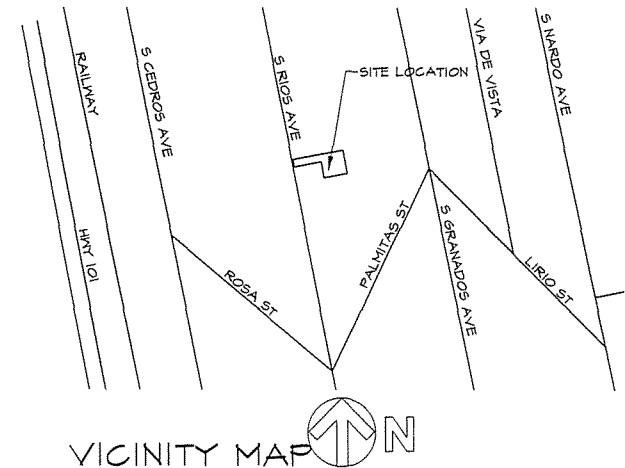 RAILWAY
HWY 101
S CEDROS AVE
ROSA ST
S RIOS AVE
SITE LOCATION
PALMITAS ST
S GRANADOS AVE
VIA DE VISTA
LIRIO ST
S NARDO AVE
VICINITY MAP
N